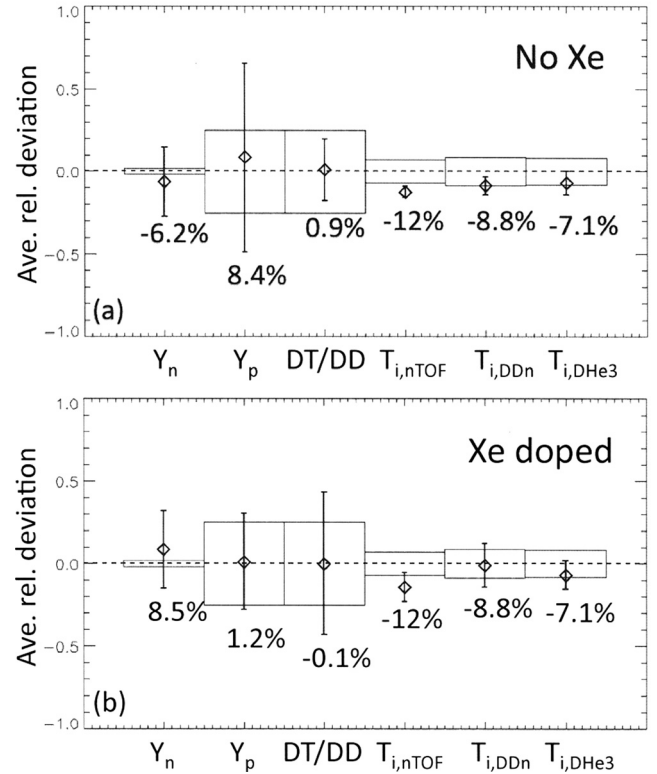 1.0
No Xe
0.5
Ave. rel. deviation
0.0
-6.2%
8.4%
0.9%
-12%
-8.8%
-7.1%
-0.5
(a)
-1.0
Yn Yp DT/DD Ti,nTOF Ti,DDn Ti,DHe3
1.0
Xe doped
0.5
Ave. rel. deviation
0.0
8.5%
1.2%
-0.1%
-12%
-8.8%
-7.1%
-0.5
(b)
-1.0
Yn Yp DT/DD Ti,nTOF Ti,DDn Ti,DHe3